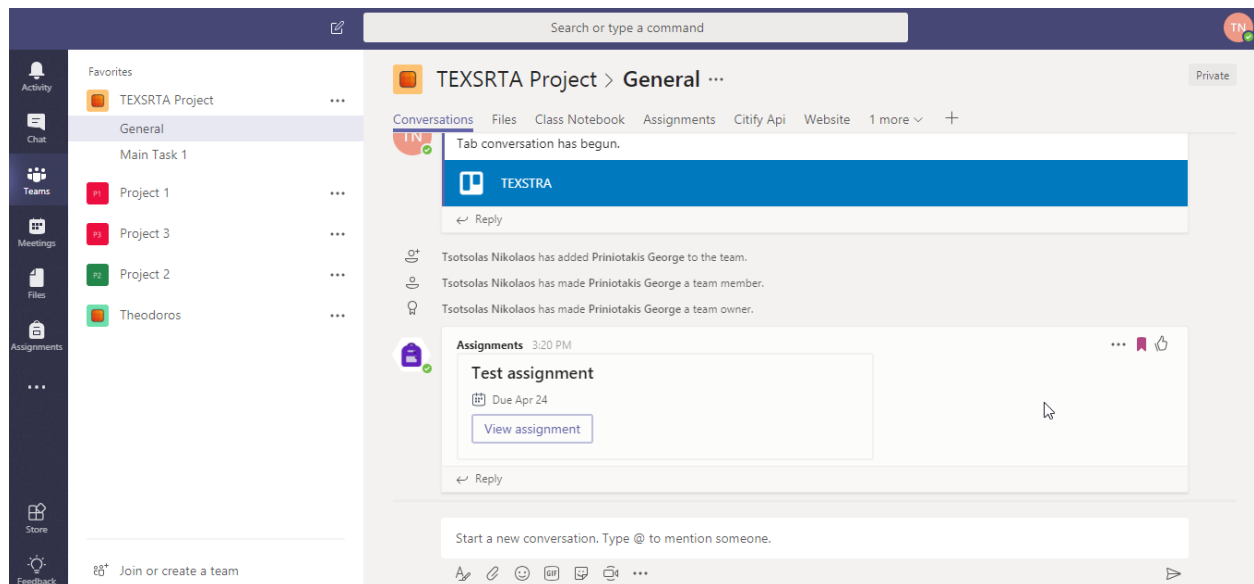 Search or type a command
TN
Activity
Chat
Teams
Meetings
Files
Assignments
Store
Feedback
Favorites
TEXSRTA Project
General
Main Task 1
P1 Project 1
P3 Project 3
P2 Project 2
Theodoros
Join or create a team
TEXSRTA Project > General
Private
Conversations Files Class Notebook Assignments Citify Api Website 1 more
TN
Tab conversation has begun.
TEXSTRA
Reply
Tsotsolas Nikolaos has added Priniotakis George to the team.
Tsotsolas Nikolaos has made Priniotakis George a team member.
Tsotsolas Nikolaos has made Priniotakis George a team owner.
Assignments 3:20 PM
Test assignment
Due Apr 24
View assignment
Reply
Start a new conversation. Type @ to mention someone.
GIF